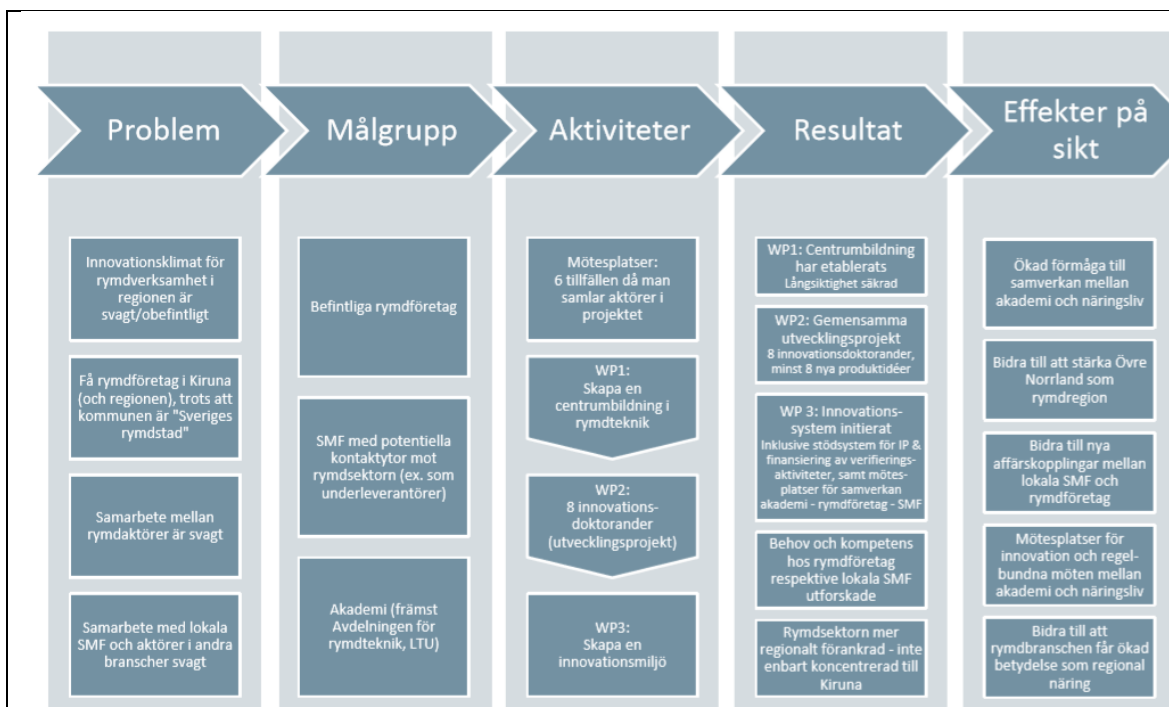 Problem
Innovationsklimat för
rymdverksamhet i
regionen är
svagt/obefintligt
Få rymdföretag i Kiruna
(och regionen), trots att
kommunen är "Sveriges
rymdstad"
Samarbete mellan
rymdaktörer är svagt
Samarbete med lokala
SMF och aktörer i andra
branscher svagt
Målgrupp
Befintliga rymdföretag
SMF med potentiella
kontaktytor mot
rymdsektorn (ex. som
underleverantörer)
Akademi (främst
Avdelningen för
rymdteknik, LTU)
Aktiviteter
Mötesplatser:
6 tillfällen då man
samlar aktörer i
projektet
WP1:
Skapa en
centrumbildning i
rymdteknik
WP2:
8 innovations-
doktorander
(utvecklingsprojekt)
WP3:
Skapa en
innovationsmiljö
Resultat
WP1: Centrumbildning
har etablerats
Långsiktighet säkrad
WP2: Gemensamma
utvecklingsprojekt
8 innovationsdoktorander,
minst 8 nya produktidéer
WP 3: Innovations-
system initierat
Inklusive stödsystem för IP &
finansiering av verifierings-
aktiviteter, samt mötes-
platser för samverkan
akademi - rymdföretag - SMF
Behov och kompetens
hos rymdföretag
respektive lokala SMF
utforskade
Rymdsektorn mer
regionalt förankrad - inte
enbart koncentrerad till
Kiruna
Effekter på
sikt
Ökad förmåga till
samverkan mellan
akademi och näringsliv
Bidra till att stärka Övre
Norrland som
rymdregion
Bidra till nya
affärskopplingar mellan
lokala SMF och
rymdföretag
Mötesplatser för
innovation och regel-
bundna möten mellan
akademi och näringsliv
Bidra till att
rymdbranschen får ökad
betydelse som regional
näring